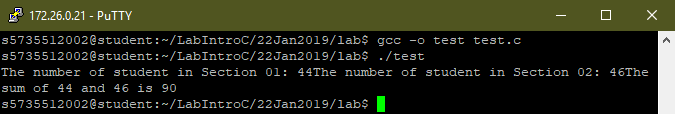 172.26.0.21 - PuTTY
s5735512002@student:~/LabIntroC/22Jan2019/lab$ gcc -o test test.c
s5735512002@student:~/LabIntroC/22Jan2019/lab$ ./test
The number of student in Section 01: 44The number of student in Section 02: 46The
sum of 44 and 46 is 90
s5735512002@student:~/LabIntroC/22Jan2019/lab$